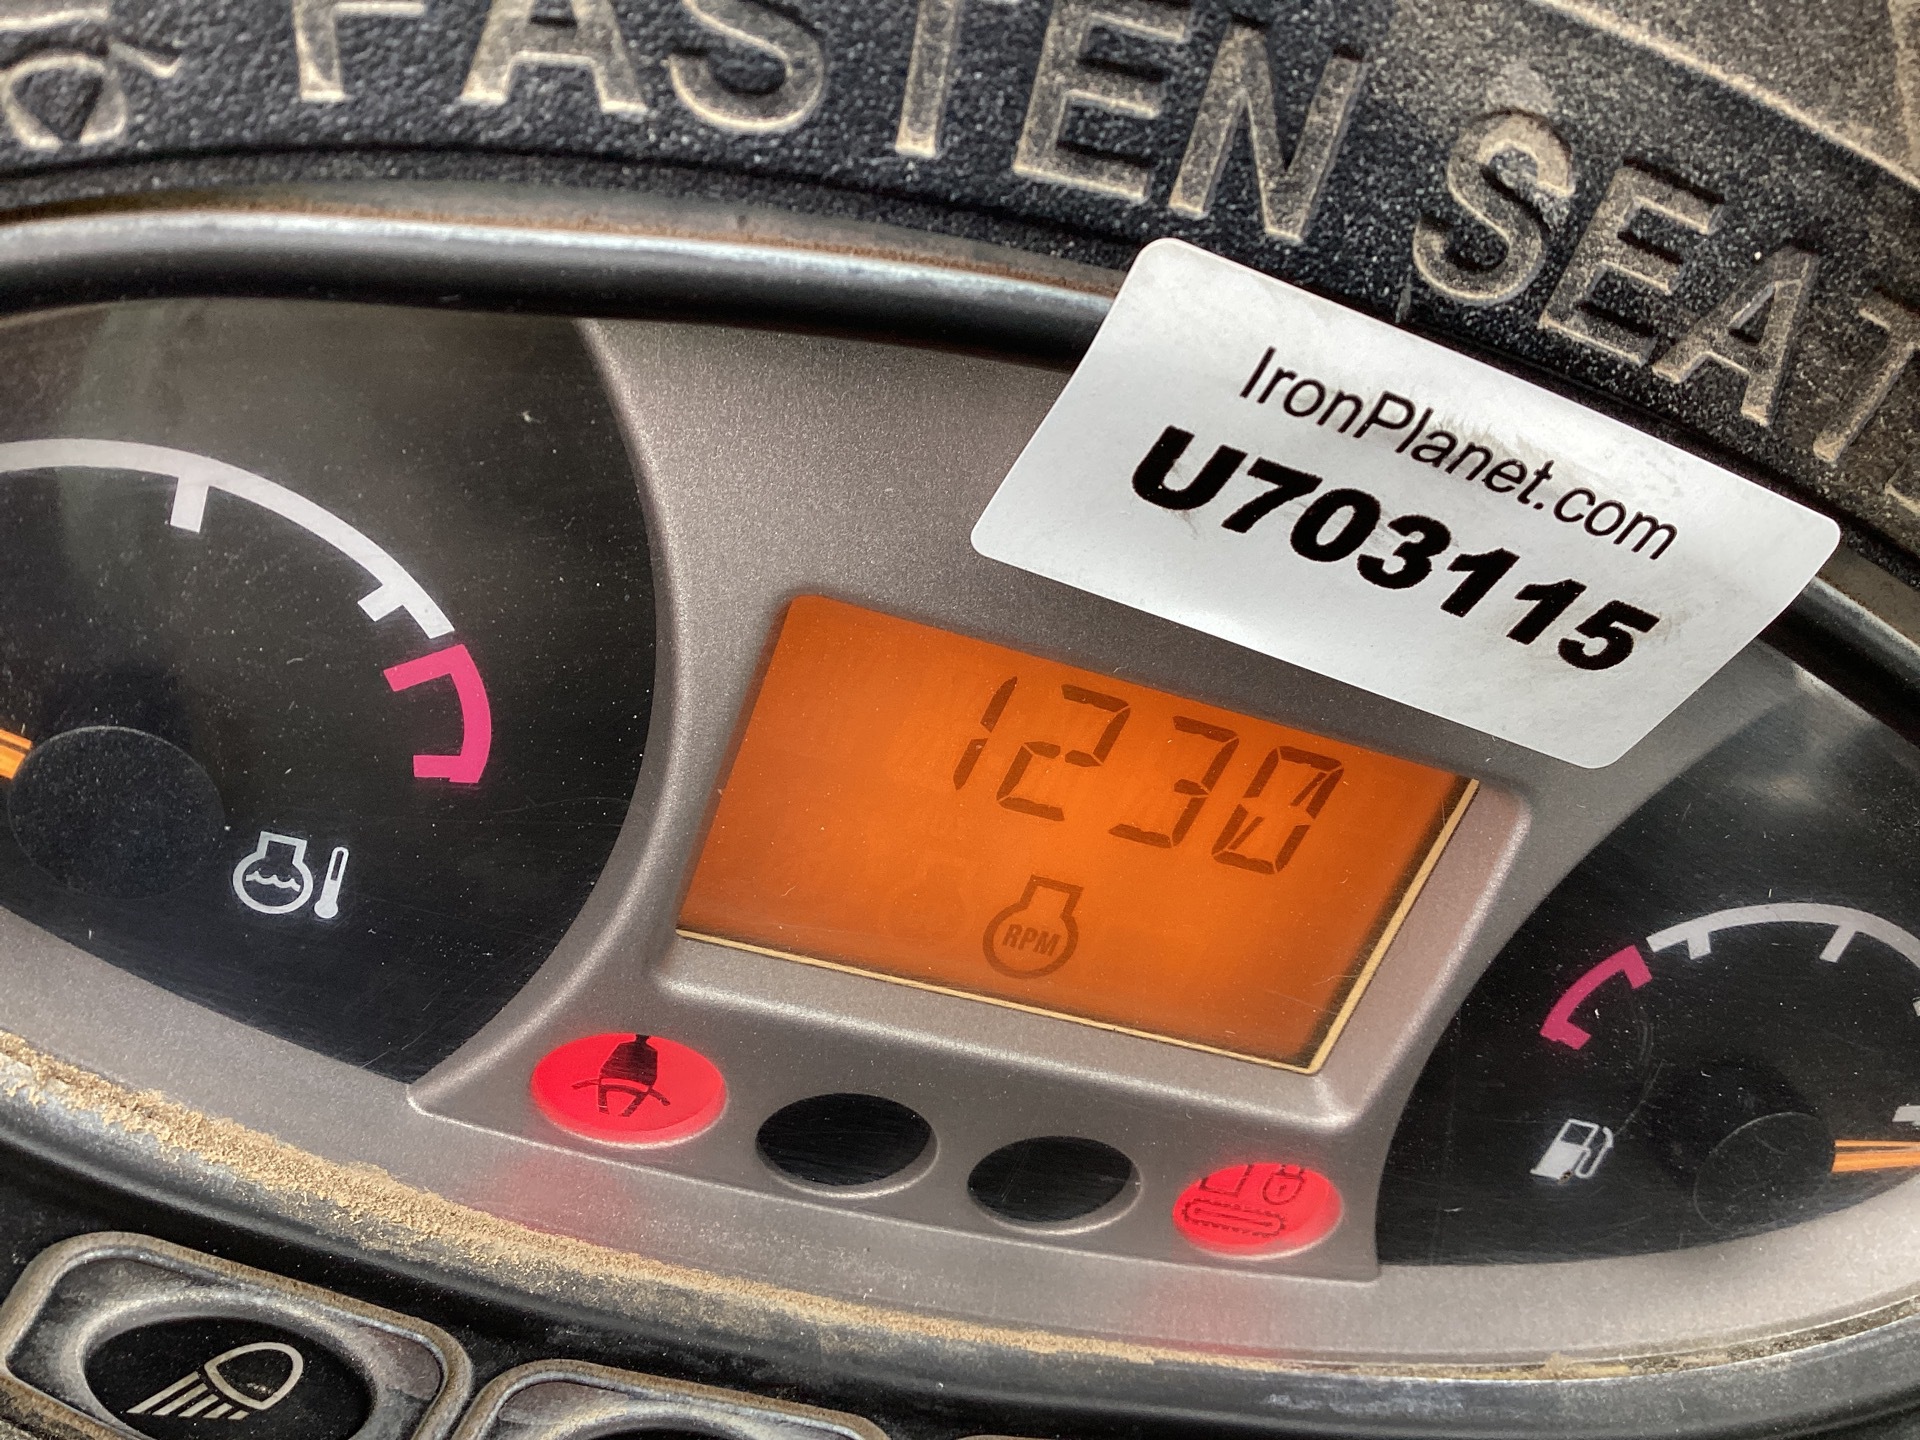 FASTEN SEAT
IronPlanet.com
U703115
1230
RPM